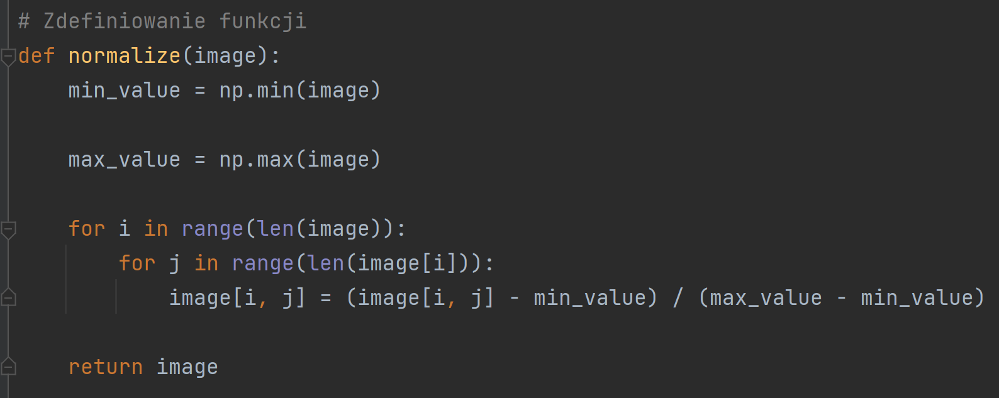 # Zdefiniowanie funkcji
def normalize(image):
    min_value = np.min(image)
    max_value = np.max(image)
    for i in range(len(image)):
        for j in range(len(image[i])):
            image[i, j] = (image[i, j] - min_value) / (max_value - min_value)
    return image